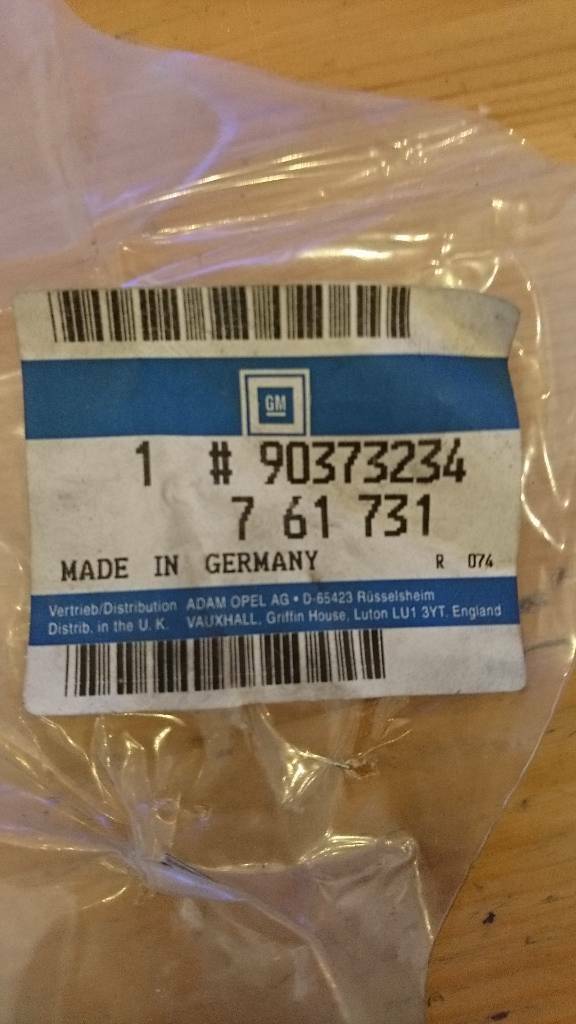 GM
1 # 90373234
7 61 731
MADE IN GERMANY R 074
Vertrieb/Distribution ADAM OPEL AG • D-65423 Rüsselsheim
Distrib. in the U. K. VAUXHALL, Griffin House, Luton LU1 3YT, England